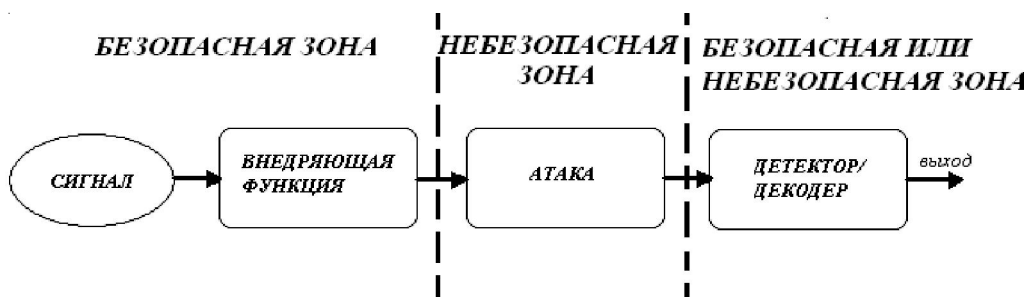 БЕЗОПАСНАЯ ЗОНА
НЕБЕЗОПАСНАЯ
ЗОНА
БЕЗОПАСНАЯ ИЛИ
НЕБЕЗОПАСНАЯ ЗОНА
СИГНАЛ
ВНЕДРЯЮЩАЯ
ФУНКЦИЯ
АТАКА
ДЕТЕКТОР/
ДЕКОДЕР
выход